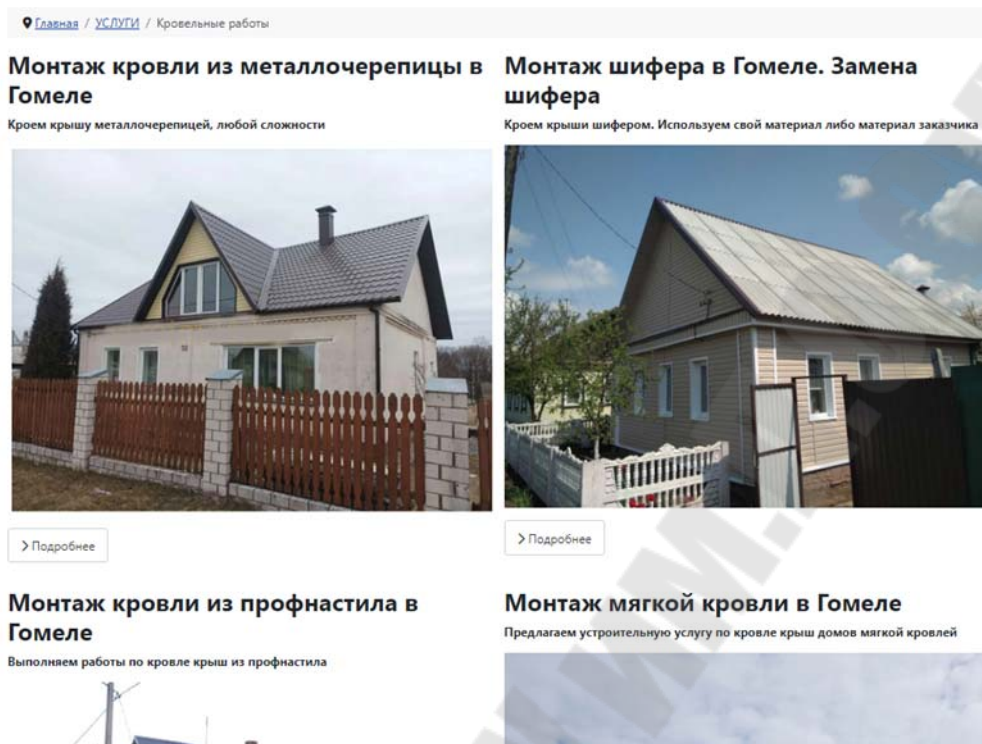 Главная / УСЛУГИ / Кровельные работы
Монтаж кровли из металлочерепицы в
Гомеле
Кроем крышу металлочерепицей, любой сложности
Подробнее
Монтаж шифера в Гомеле. Замена
шифера
Кроем крыши шифером. Используем свой материал либо материал заказчика
Подробнее
Монтаж кровли из профнастила в
Гомеле
Выполняем работы по кровле крыш из профнастила
Монтаж мягкой кровли в Гомеле
Предлагаем устроительную услугу по кровле крыш домов мягкой кровлей